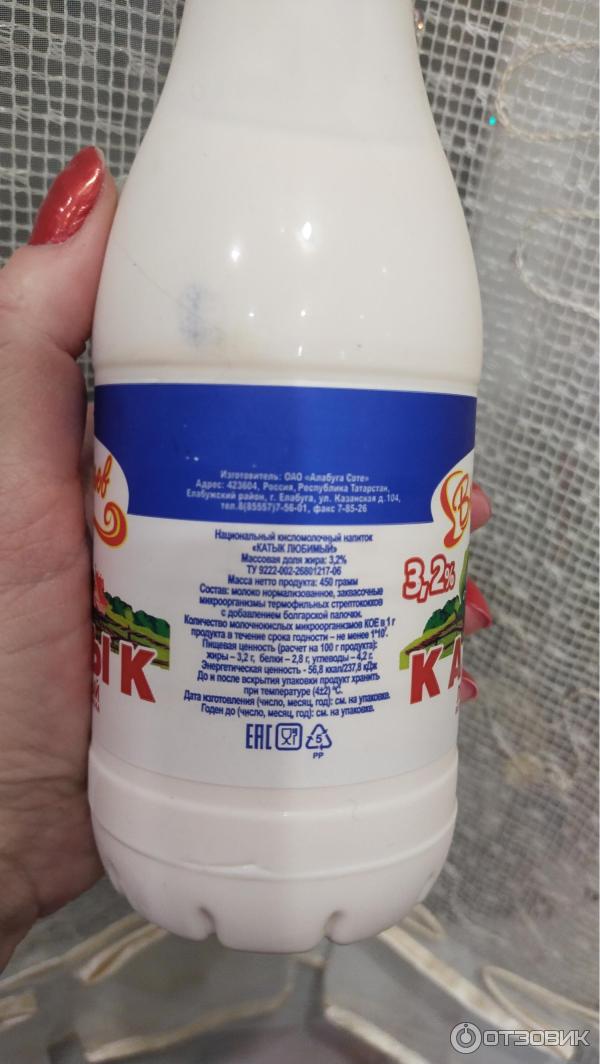 Изготовитель: ОАО «Алабуга Соте»
Адрес: 423604, Россия, Республика Татарстан,
Елабужский район, г. Елабуга, ул. Казанская д.104,
тел.8(85557)7-56-01, факс 7-85-26
Национальный кисломолочный напиток
«КАТЫК ЛЮБИМЫЙ»
Массовая доля жира: 3,2%
ТУ 9222-002-26801217-06
Масса нетто продукта: 450 грамм
Состав: молоко нормализованное, заквасочные
микроорганизмы термофильных стрептококков
с добавлением болгарской палочки.
Количество молочнокислых микроорганизмов КОЕ в 1 г
продукта в течение срока годности – не менее 1*10⁷.
Пищевая ценность (расчет на 100 г продукта):
жиры – 3,2 г, белки – 2,8 г, углеводы – 4,2 г.
Энергетическая ценность - 56,8 ккал/237,8 кДж
До и после вскрытия упаковки продукт хранить
при температуре (4±2) °С.
Дата изготовления (число, месяц, год): см. на упаковке.
Годен до (число, месяц, год): см. на упаковке.
EAC
5
PP
ев
ЫК
3,2%
КА
ОТЗОВИК